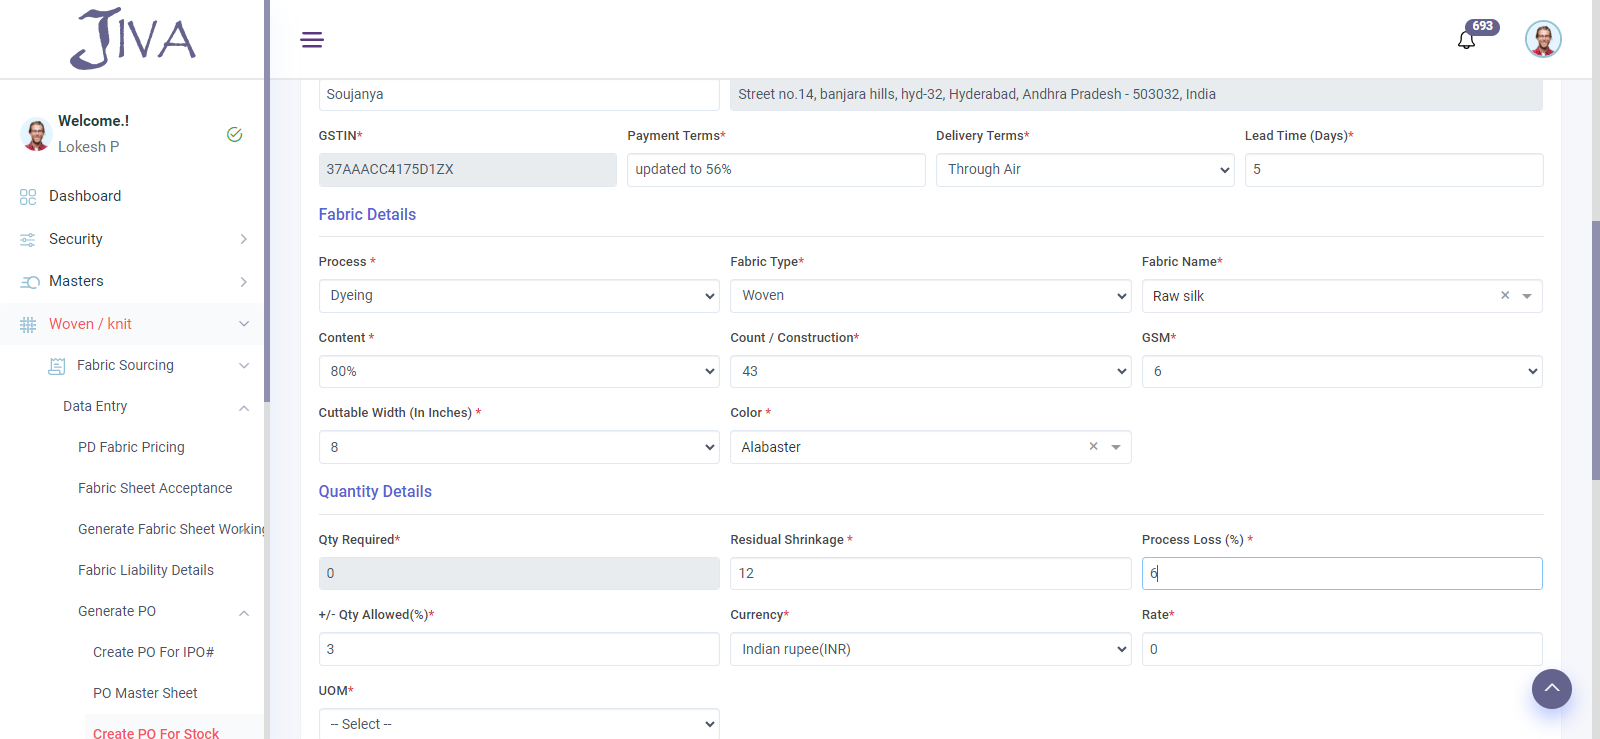 JIVA
693
Welcome.!
Lokesh P
Dashboard
Security
Masters
Woven / knit
Fabric Sourcing
Data Entry
PD Fabric Pricing
Fabric Sheet Acceptance
Generate Fabric Sheet Working
Fabric Liability Details
Generate PO
Create PO For IPO#
PO Master Sheet
Create PO For Stock
Soujanya
Street no.14, banjara hills, hyd-32, Hyderabad, Andhra Pradesh - 503032, India
GSTIN* Payment Terms* Delivery Terms* Lead Time (Days)*
37AAACC4175D1ZX updated to 56% Through Air 5
Fabric Details
Process * Fabric Type* Fabric Name*
Dyeing Woven Raw silk ×
Content * Count / Construction* GSM*
80% 43 6
Cuttable Width (In Inches) * Color *
8 Alabaster ×
Quantity Details
Qty Required* Residual Shrinkage * Process Loss (%) *
0 12 6
+/- Qty Allowed(%)* Currency* Rate*
3 Indian rupee(INR) 0
UOM*
-- Select --